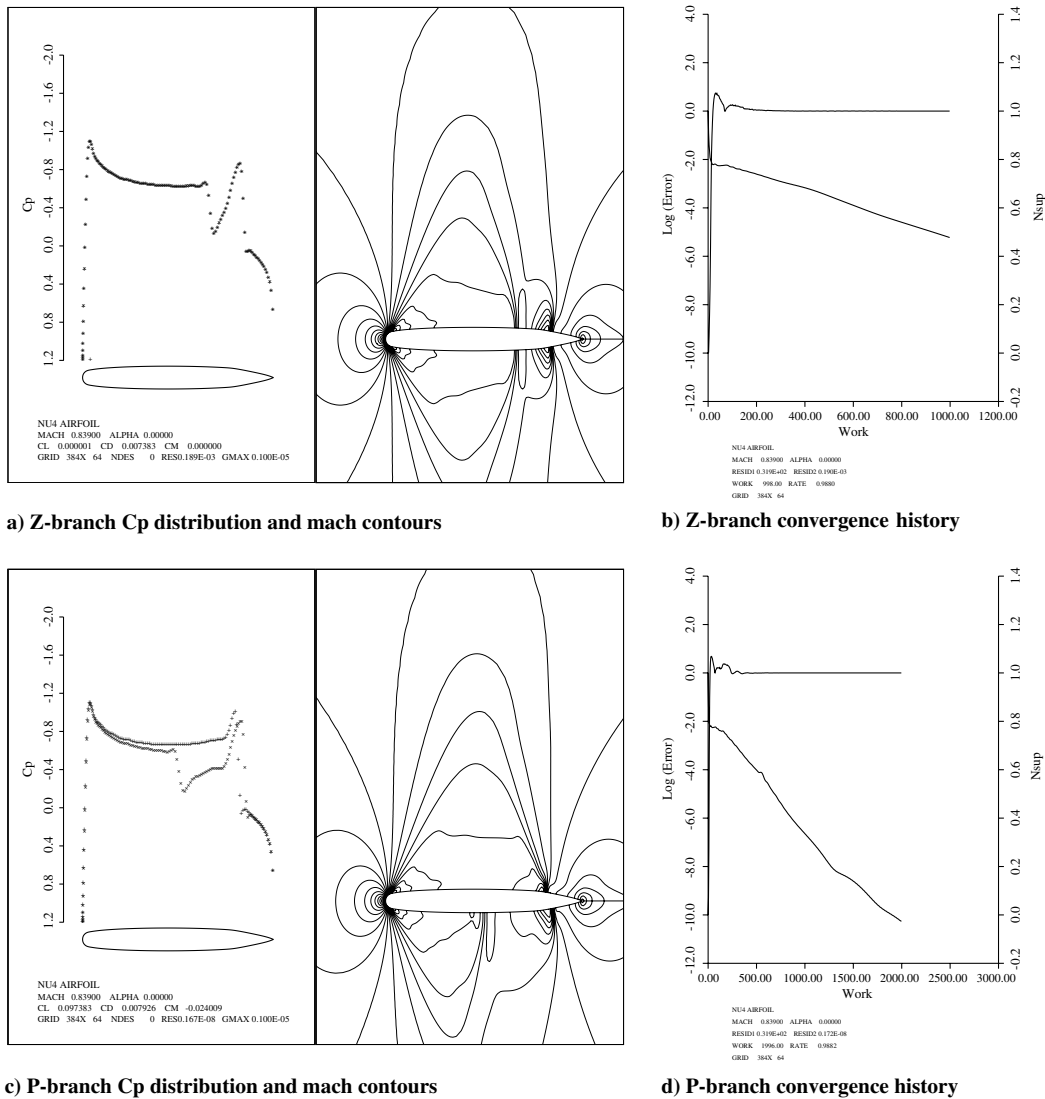 -2.0
-1.6
-1.2
-0.8
-0.4
0.0
0.4
0.8
1.2
Cp
NU4 AIRFOIL
MACH 0.83900 ALPHA 0.00000
CL 0.000001 CD 0.007383 CM 0.000000
GRID 384X 64 NDES 0 RES0.189E-03 GMAX 0.100E-05
a) Z-branch Cp distribution and mach contours
4.0
2.0
0.0
-2.0
-4.0
-6.0
-8.0
-10.0
-12.0
Log (Error)
1.4
1.2
1.0
0.8
0.6
0.4
0.2
0.0
-0.2
Nsup
0.00 200.00 400.00 600.00 800.00 1000.00 1200.00
Work
NU4 AIRFOIL
MACH 0.83900 ALPHA 0.00000
RESID1 0.319E+02 RESID2 0.190E-03
WORK 998.00 RATE 0.9880
GRID 384X 64
b) Z-branch convergence history
-2.0
-1.6
-1.2
-0.8
-0.4
0.0
0.4
0.8
1.2
Cp
NU4 AIRFOIL
MACH 0.83900 ALPHA 0.00000
CL 0.097383 CD 0.007926 CM -0.024009
GRID 384X 64 NDES 0 RES0.167E-08 GMAX 0.100E-05
c) P-branch Cp distribution and mach contours
4.0
2.0
0.0
-2.0
-4.0
-6.0
-8.0
-10.0
-12.0
Log (Error)
1.4
1.2
1.0
0.8
0.6
0.4
0.2
0.0
-0.2
Nsup
0.00 500.00 1000.00 1500.00 2000.00 2500.00 3000.00
Work
NU4 AIRFOIL
MACH 0.83900 ALPHA 0.00000
RESID1 0.319E+02 RESID2 0.172E-08
WORK 1996.00 RATE 0.9882
GRID 384X 64
d) P-branch convergence history